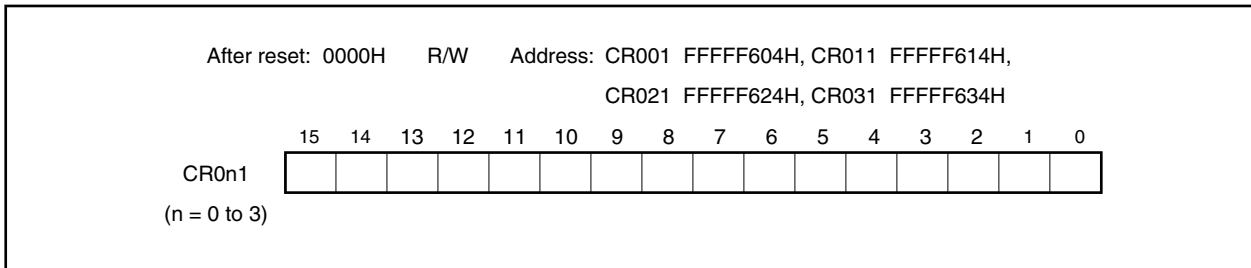 After reset: 0000H R/W Address: CR001 FFFFF604H, CR011 FFFFF614H,
CR021 FFFFF624H, CR031 FFFFF634H
15 14 13 12 11 10 9 8 7 6 5 4 3 2 1 0
CR0n1
(n = 0 to 3)